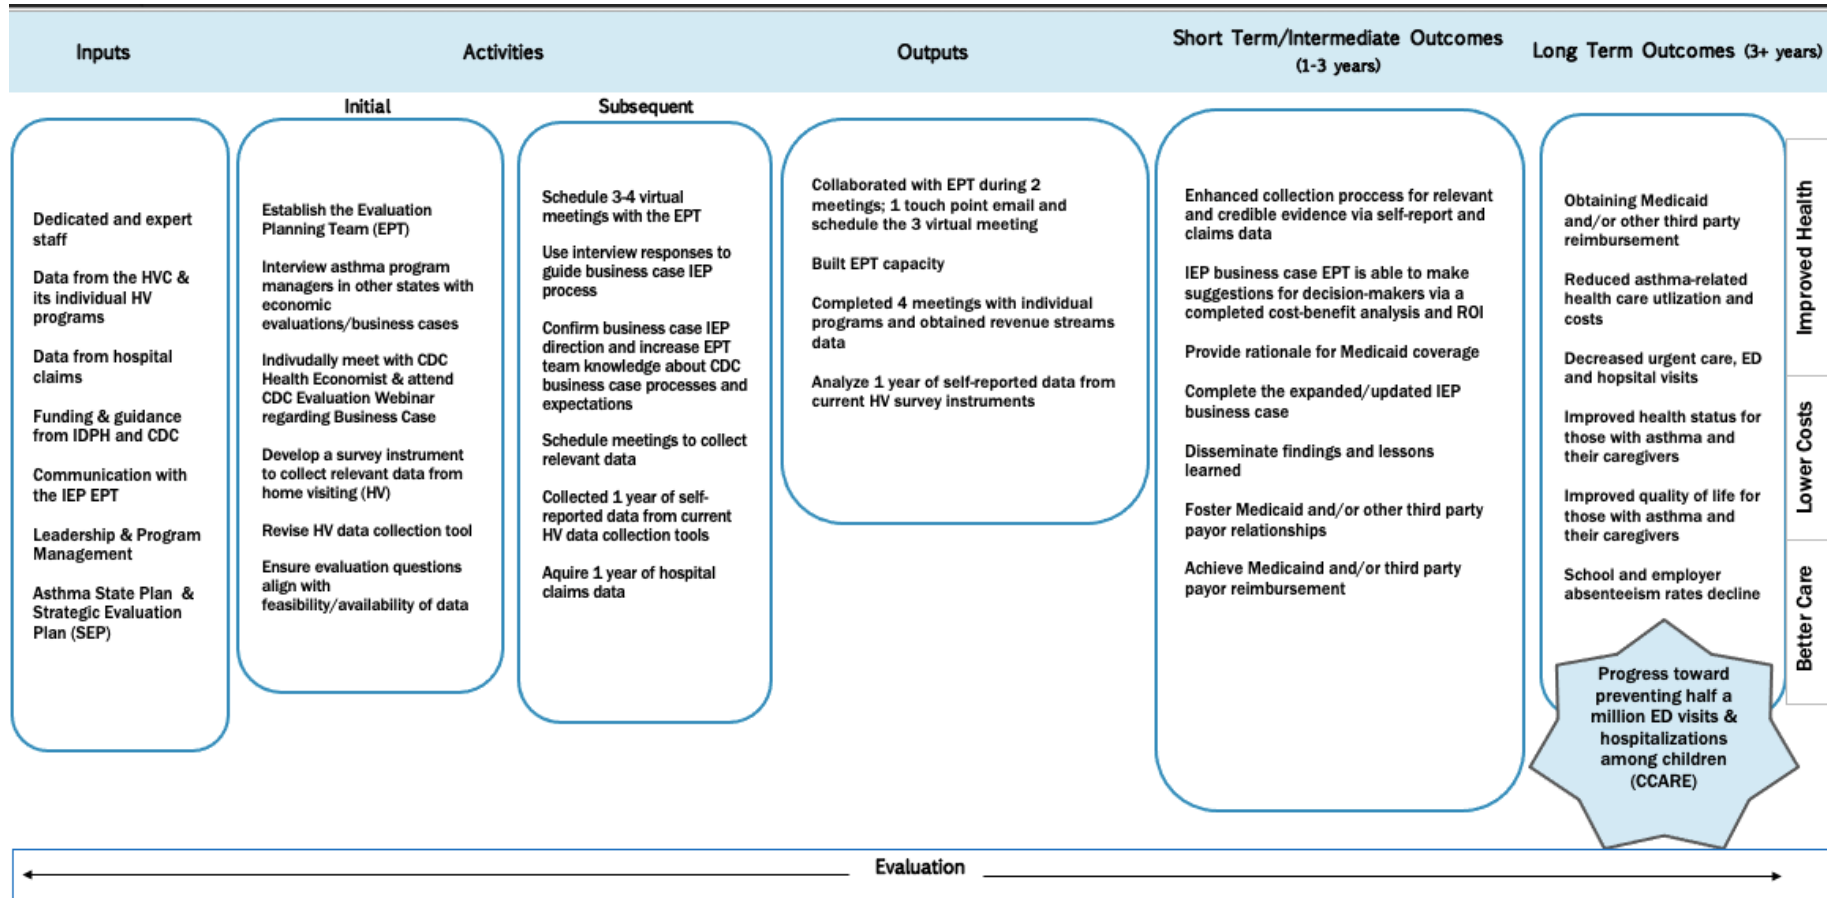 Inputs
Activities
Outputs
Short Term/Intermediate Outcomes
(1-3 years)
Long Term Outcomes (3+ years)
Initial
Subsequent
Dedicated and expert
staff
Data from the HVC &
its individual HV
programs
Data from hospital
claims
Funding & guidance
from IDPH and CDC
Communication with
the IEP EPT
Leadership & Program
Management
Asthma State Plan &
Strategic Evaluation
Plan (SEP)
Establish the Evaluation
Planning Team (EPT)
Interview asthma program
managers in other states with
economic
evaluations/business cases
Indivudally meet with CDC
Health Economist & attend
CDC Evaluation Webinar
regarding Business Case
Develop a survey instrument
to collect relevant data from
home visiting (HV)
Revise HV data collection tool
Ensure evaluation questions
align with
feasibility/availability of data
Schedule 3-4 virtual
meetings with the EPT
Use interview responses to
guide business case IEP
process
Confirm business case IEP
direction and increase EPT
team knowledge about CDC
business case processes and
expectations
Schedule meetings to collect
relevant data
Collected 1 year of self-
reported data from current
HV data collection tools
Aquire 1 year of hospital
claims data
Collaborated with EPT during 2
meetings; 1 touch point email and
schedule the 3 virtual meeting
Built EPT capacity
Completed 4 meetings with individual
programs and obtained revenue streams
data
Analyze 1 year of self-reported data from
current HV survey instruments
Enhanced collection proccess for relevant
and credible evidence via self-report and
claims data
IEP business case EPT is able to make
suggestions for decision-makers via a
completed cost-benefit analysis and ROI
Provide rationale for Medicaid coverage
Complete the expanded/updated IEP
business case
Disseminate findings and lessons
learned
Foster Medicaid and/or other third party
payor relationships
Achieve Medicaind and/or third party
payor reimbursement
Obtaining Medicaid
and/or other third party
reimbursement
Reduced asthma-related
health care utlization and
costs
Decreased urgent care, ED
and hopsital visits
Improved health status for
those with asthma and
their caregivers
Improved quality of life for
those with asthma and
their caregivers
School and employer
absenteeism rates decline
Progress toward
preventing half a
million ED visits &
hospitalizations
among children
(CCARE)
Improved Health
Lower Costs
Better Care
Evaluation